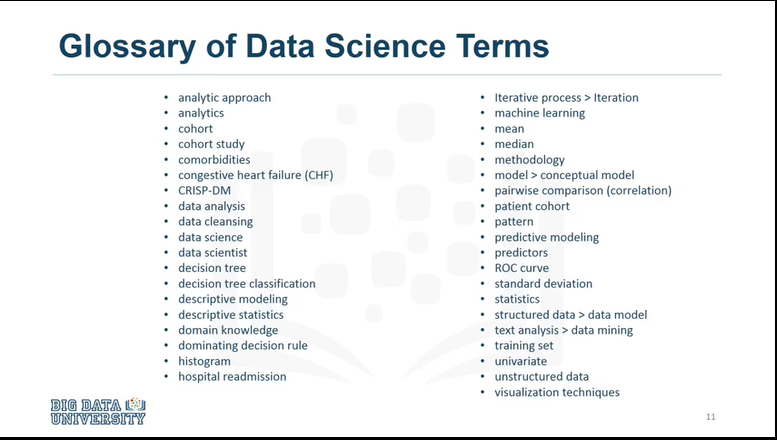 Glossary of Data Science Terms
• analytic approach
• analytics
• cohort
• cohort study
• comorbidities
• congestive heart failure (CHF)
• CRISP-DM
• data analysis
• data cleansing
• data science
• data scientist
• decision tree
• decision tree classification
• descriptive modeling
• descriptive statistics
• domain knowledge
• dominating decision rule
• histogram
• hospital readmission
• Iterative process > Iteration
• machine learning
• mean
• median
• methodology
• model > conceptual model
• pairwise comparison (correlation)
• patient cohort
• pattern
• predictive modeling
• predictors
• ROC curve
• standard deviation
• statistics
• structured data > data model
• text analysis > data mining
• training set
• univariate
• unstructured data
• visualization techniques
BIG DATA
UNIVERSITY
11